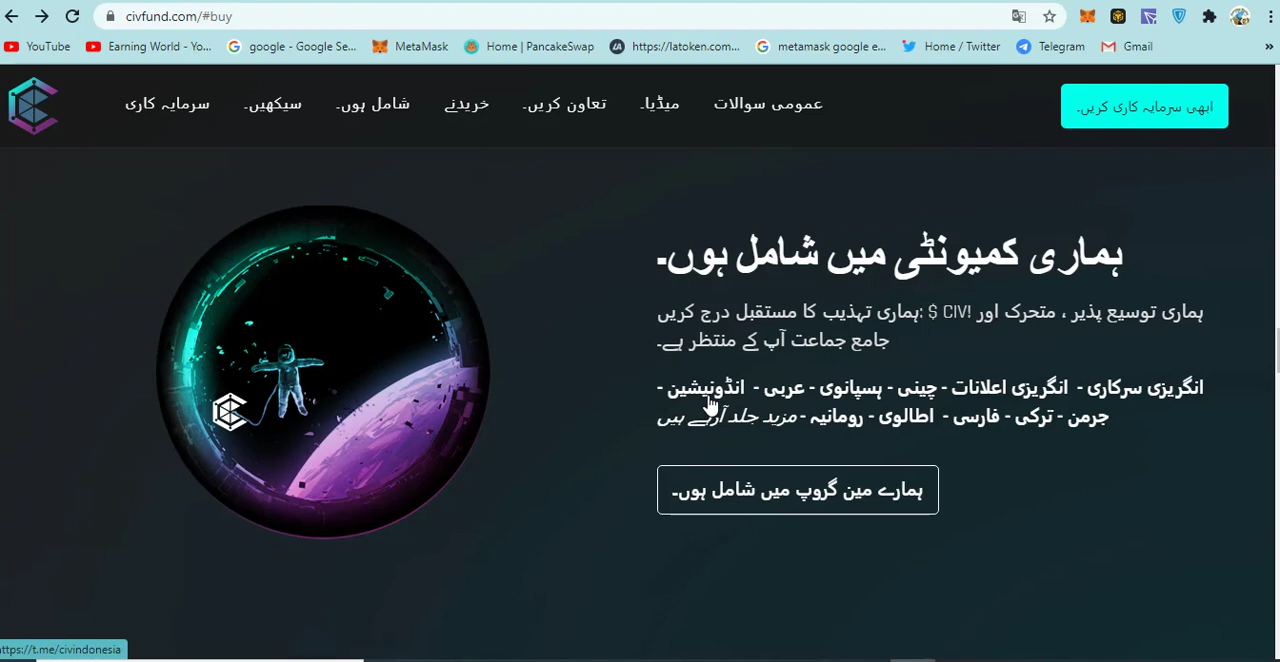 civfund.com/#buy
YouTube
Earning World - Yo...
google - Google Se...
MetaMask
Home | PancakeSwap
https://latoken.com...
metamask google e...
Home / Twitter
Telegram
Gmail
»
سرمایہ کاری
سیکھیں۔
شامل ہوں۔
خریدنے
تعاون کریں۔
میڈیا۔
عمومی سوالات
ابھی سرمایہ کاری کریں۔
ہماری کمیونٹی میں شامل ہوں۔
ہماری توسیع پذیر ، متحرک اور !CIV $ :ہماری تہذیب کا مستقبل درج کریں
جامع جماعت آپ کے منتظر ہے۔
انگریزی سرکاری - انگریزی اعلانات - چینی - ہسپانوی - عربی - انڈونیشین -
جرمن - ترکی - فارسی - اطالوی - رومانیہ - مزید جلد آرہے ہیں
ہمارے مین گروپ میں شامل ہوں۔
https://t.me/civindonesia